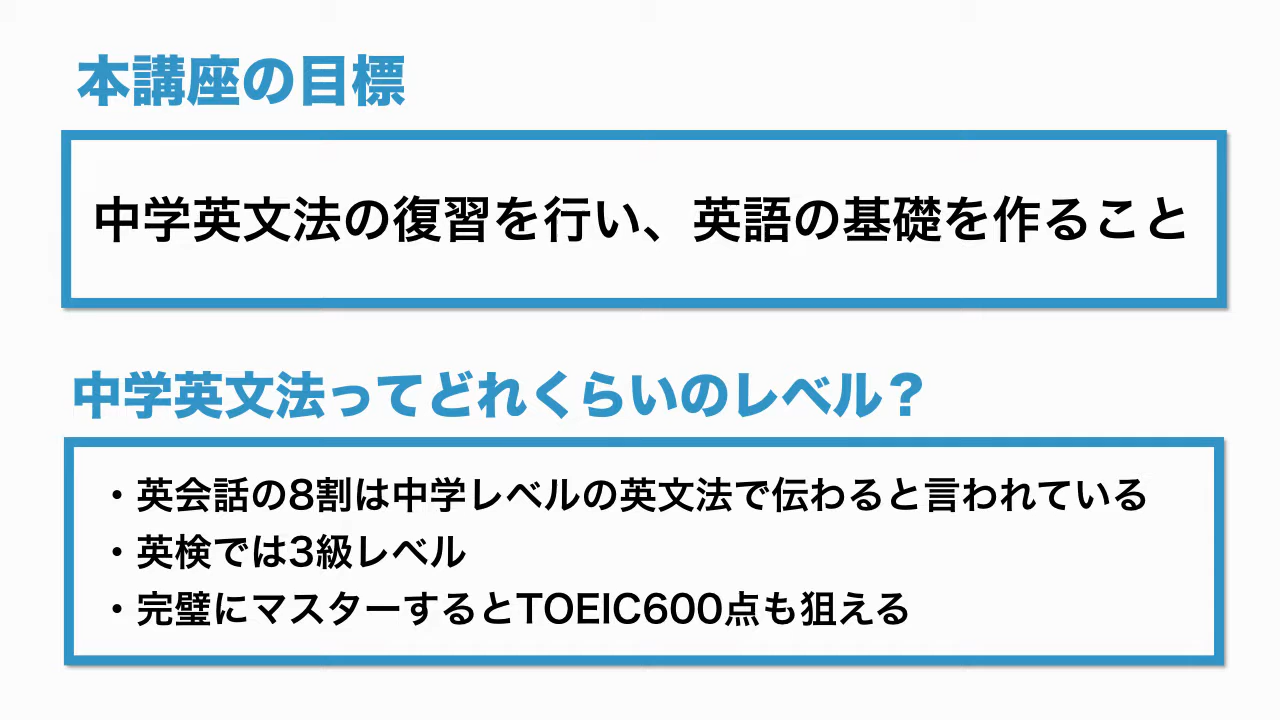 本講座の目標
中学英文法の復習を行い、英語の基礎を作ること
中学英文法ってどれくらいのレベル？
・英会話の8割は中学レベルの英文法で伝わると言われている
・英検では3級レベル
・完璧にマスターするとTOEIC600点も狙える